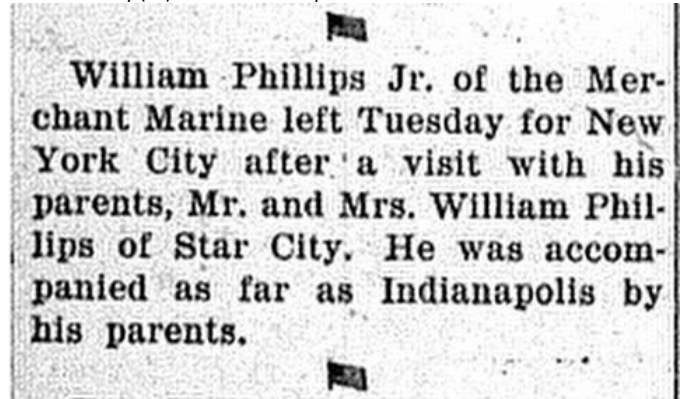 William Phillips Jr. of the Mer-
chant Marine left Tuesday for New
York City after a visit with his
parents, Mr. and Mrs. William Phil-
lips of Star City. He was accom-
panied as far as Indianapolis by
his parents.